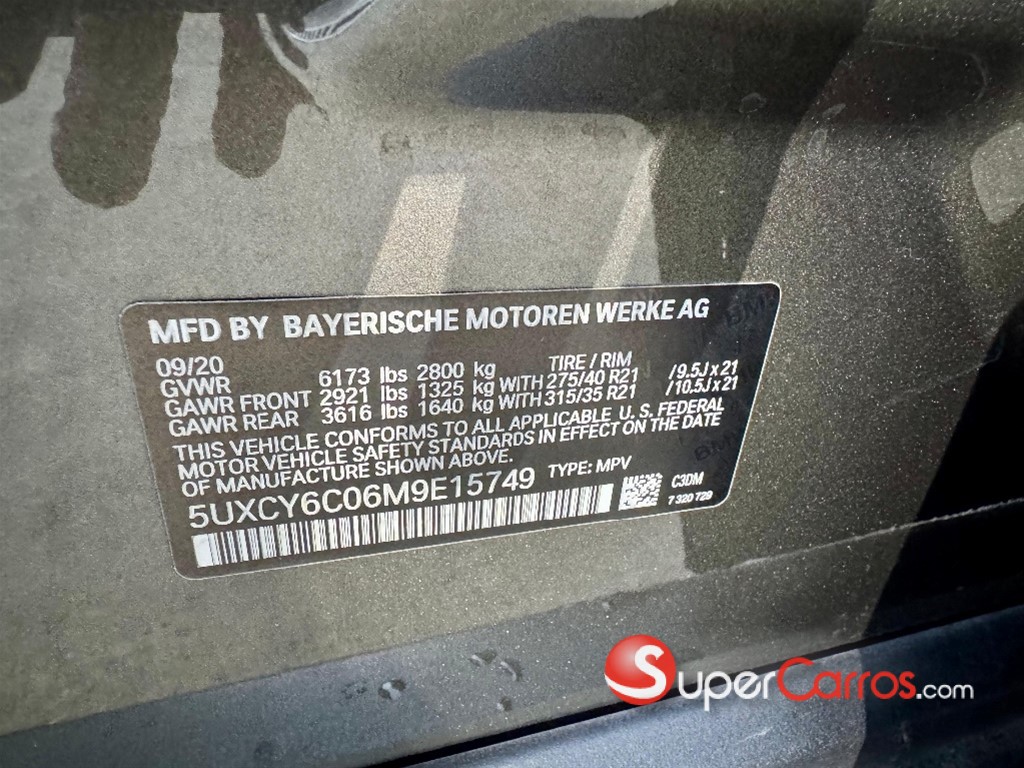 MFD BY BAYERISCHE MOTOREN WERKE AG
09/20 TIRE / RIM
GVWR 6173 lbs 2800 kg
GAWR FRONT 2921 lbs 1325 kg WITH 275/40 R21 /9.5J x 21
GAWR REAR 3616 lbs 1640 kg WITH 315/35 R21 /10.5J x 21
THIS VEHICLE CONFORMS TO ALL APPLICABLE U. S. FEDERAL
MOTOR VEHICLE SAFETY STANDARDS IN EFFECT ON THE DATE
OF MANUFACTURE SHOWN ABOVE.
5UXCY6C06M9E15749 TYPE: MPV C3DM
7 320 729
SuperCarros.com